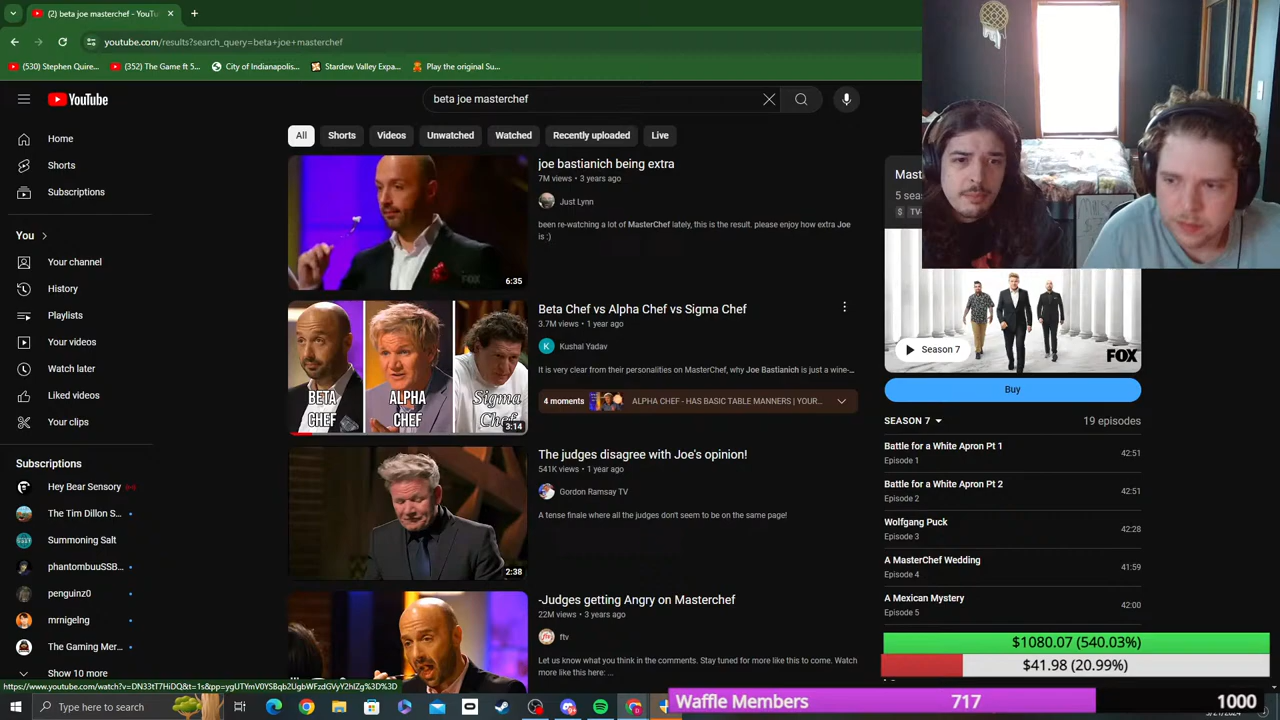 (2) beta joe masterchef - YouT
youtube.com/results?search_query=beta+joe+masterchef
(530) Stephen Quire...
(352) The Game ft 5...
City of Indianapolis...
Stardew Valley Expa...
Play the original Su...
YouTube
beta joe masterchef
Home
Shorts
Subscriptions
You
Your channel
History
Playlists
Your videos
Watch later
Liked videos
Your clips
Subscriptions
Hey Bear Sensory
The Tim Dillon S...
Summoning Salt
phantombuuSSB...
penguinz0
mrnigelng
The Gaming Mer...
Show 10 more
All
Shorts
Videos
Unwatched
Watched
Recently uploaded
Live
FOX
6:35
joe bastianich being extra
7M views • 3 years ago
Just Lynn
been re-watching a lot of MasterChef lately, this is the result. please enjoy how extra Joe
is :)
BETA
CHEF
ALPHA
CHEF
Sigma
Chef
3:14
Beta Chef vs Alpha Chef vs Sigma Chef
3.7M views • 1 year ago
Kushal Yadav
It is very clear from their personalities on MasterChef, why Joe Bastianich is just a wine-...
4 moments
ALPHA CHEF - HAS BASIC TABLE MANNERS | YOUR...
2:38
The judges disagree with Joe's opinion!
541K views • 1 year ago
Gordon Ramsay TV
A tense finale where all the judges don't seem to be on the same page!
-Judges getting Angry on Masterchef
22M views • 3 years ago
ftv
Let us know what you think in the comments. Stay tuned for more like this to come. Watch
more like this here: ...
Mast
5 sea
$
TV-
Season 7
FOX
Buy
SEASON 7
19 episodes
Battle for a White Apron Pt 1
Episode 1
42:51
Battle for a White Apron Pt 2
Episode 2
42:51
Wolfgang Puck
Episode 3
42:28
A MasterChef Wedding
Episode 4
41:59
A Mexican Mystery
Episode 5
42:00
$1080.07 (540.03%)
$41.98 (20.99%)
Waffle Members
717
1000
Type here to search